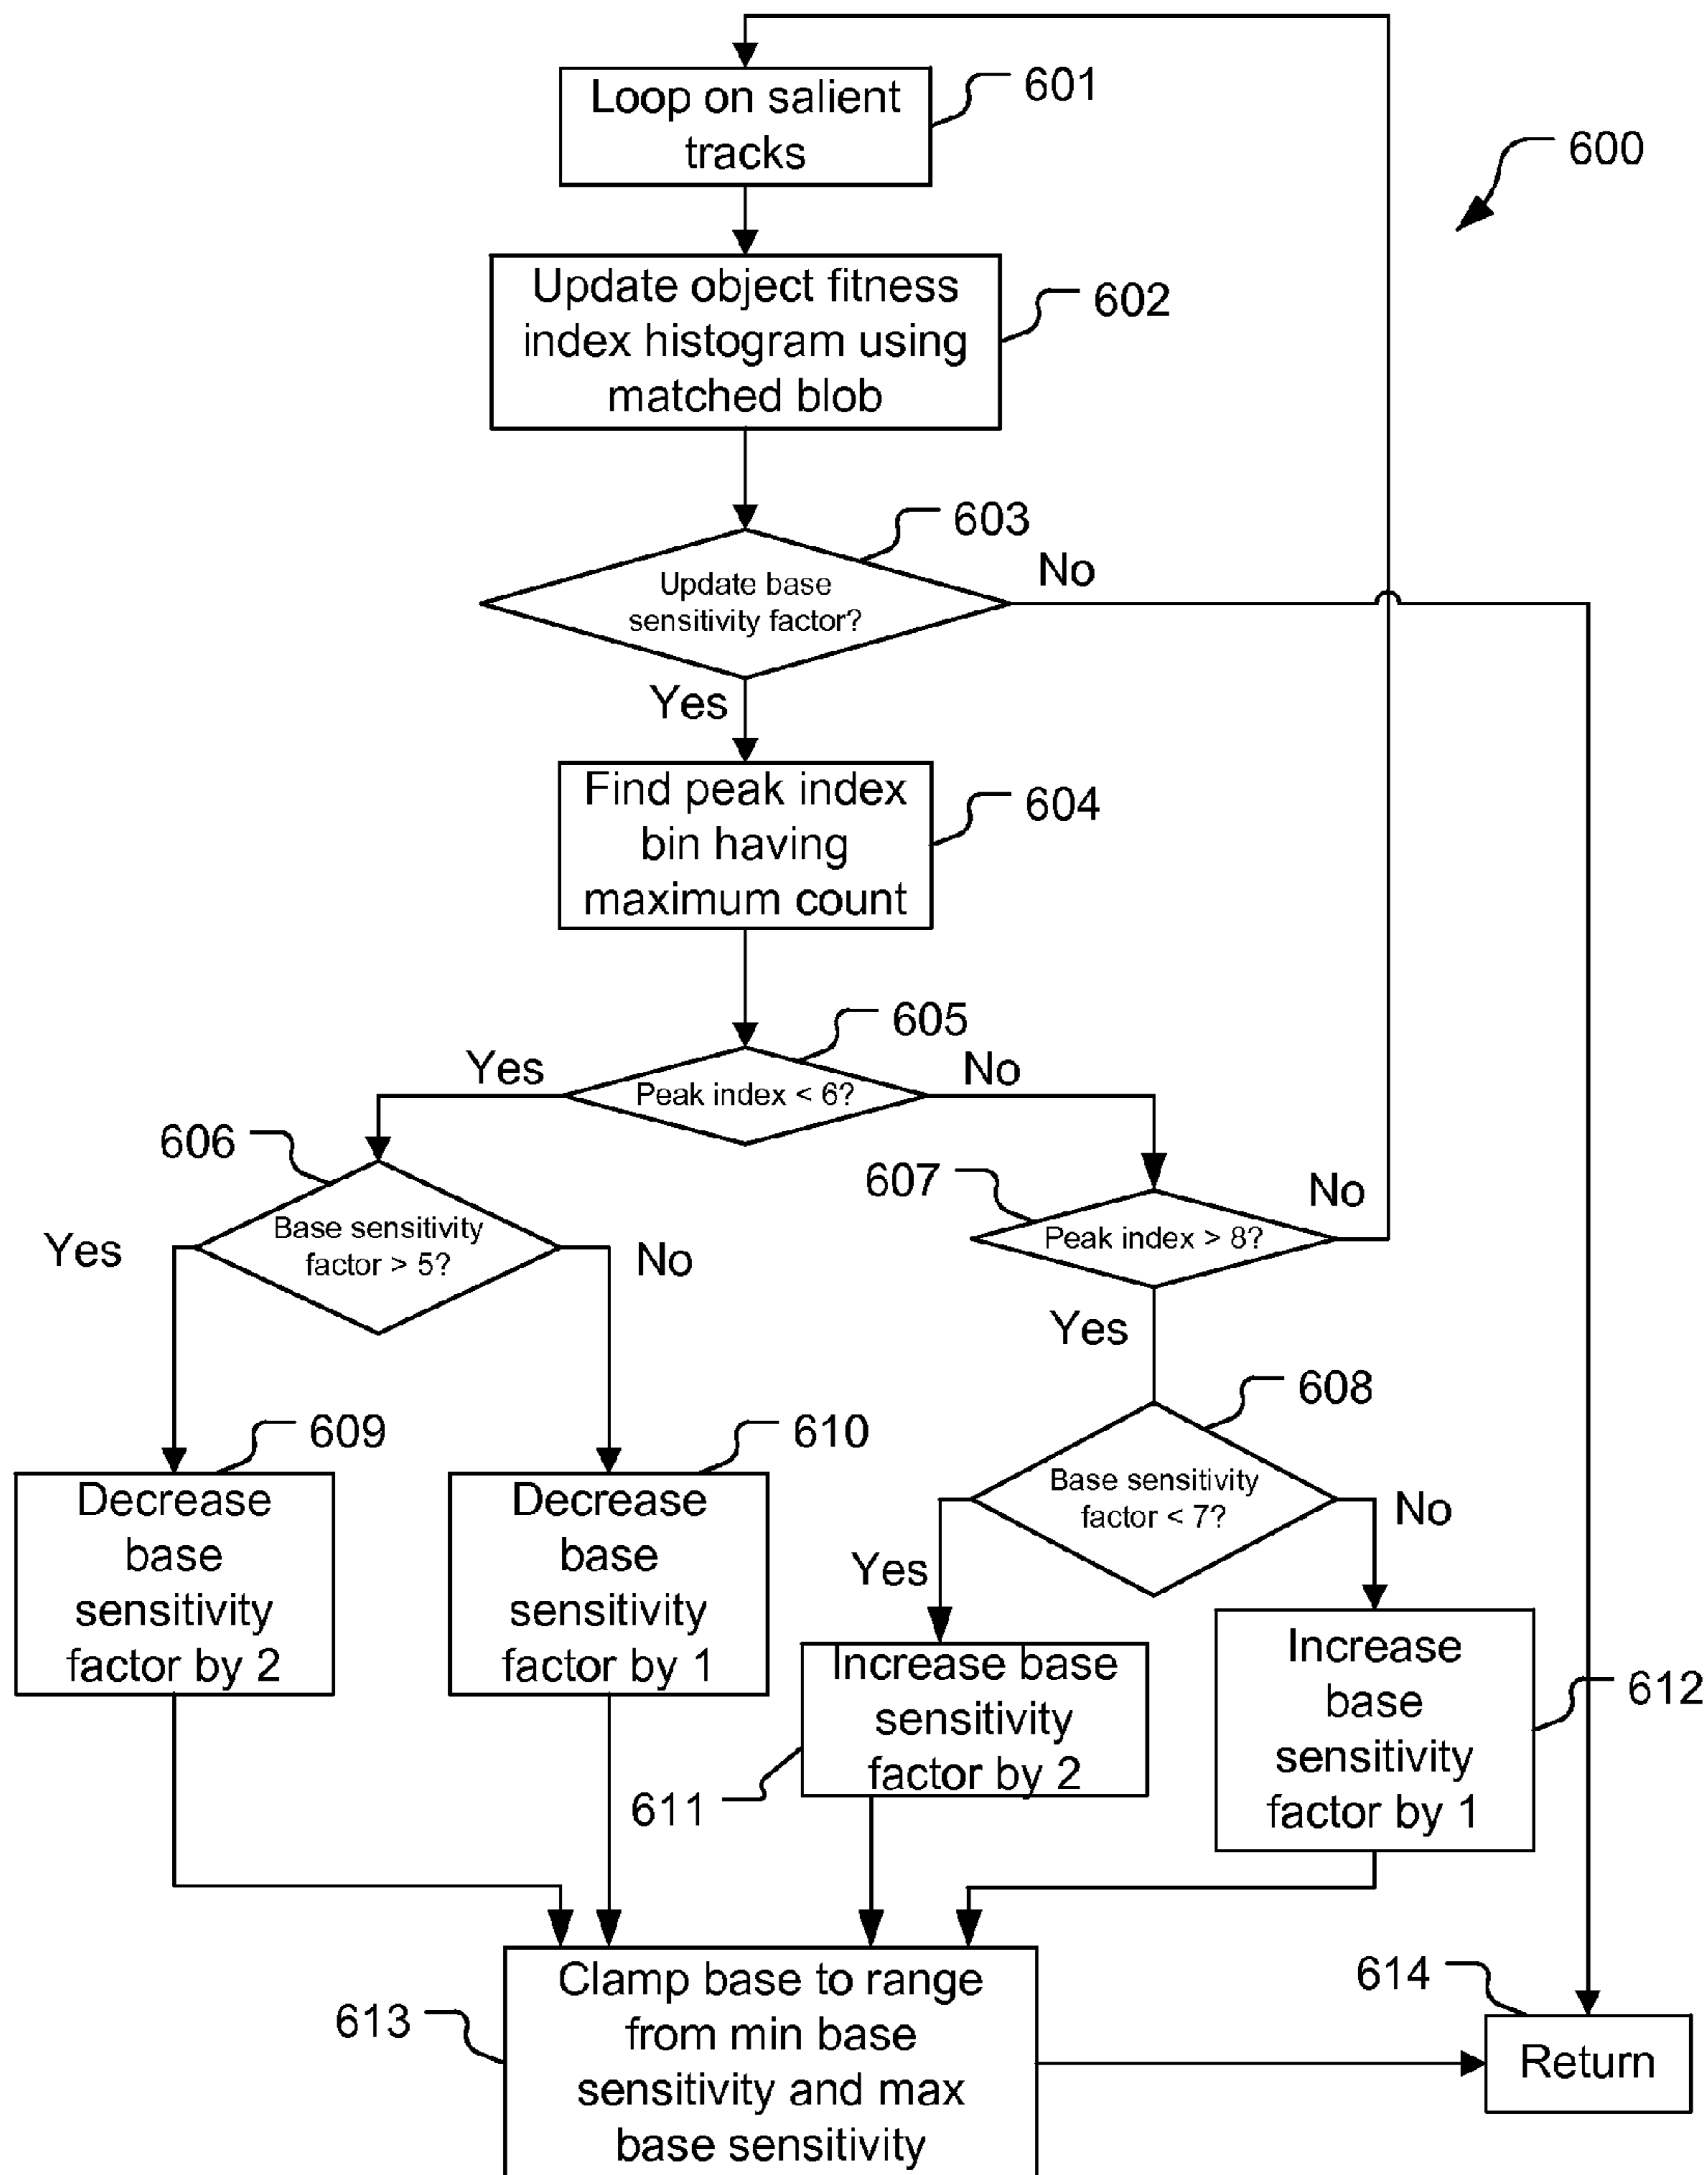 Loop on salient
tracks
601
600
Update object fitness
index histogram using
matched blob
602
603
Update base
sensitivity factor?
No
Yes
Find peak index
bin having
maximum count
604
605
Yes
Peak index < 6?
No
606
Base sensitivity
factor > 5?
Yes
No
607
Peak index > 8?
No
Yes
608
Base sensitivity
factor < 7?
Yes
No
609
Decrease
base
sensitivity
factor by 2
610
Decrease
base
sensitivity
factor by 1
Increase base
sensitivity
factor by 2
611
Increase
base
sensitivity
factor by 1
612
Clamp base to range
from min base
sensitivity and max
base sensitivity
613
614
Return